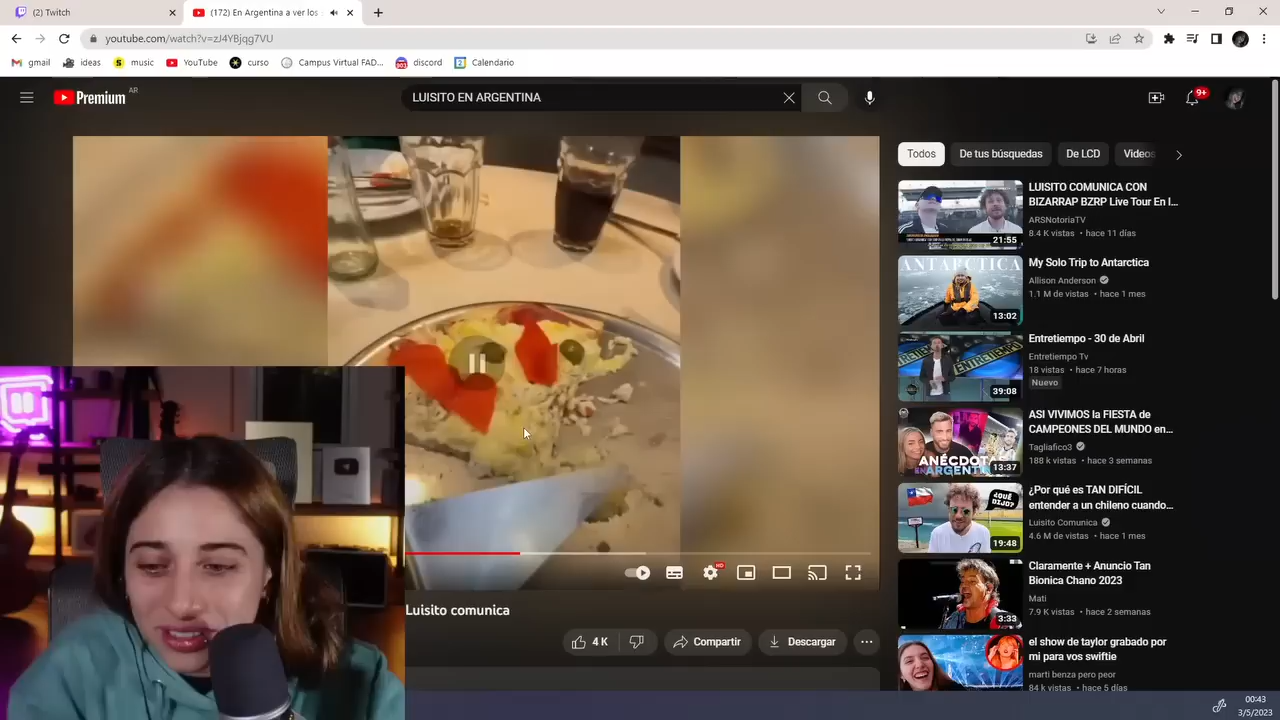 (2) Twitch
(172) En Argentina a ver los
youtube.com/watch?v=zJ4YBjqg7VU
gmail
ideas
music
YouTube
curso
Campus Virtual FAD...
discord
Calendario
Premium AR
LUISITO EN ARGENTINA
9+
Todos
De tus búsquedas
De LCD
Videos
LUISITO COMUNICA CON
BIZARRAP BZRP Live Tour En l...
ARSNotoriaTV
8.4 K vistas • hace 11 días
21:55
ANTARCTICA
My Solo Trip to Antarctica
Allison Anderson
1.1 M de vistas • hace 1 mes
13:02
ENTRETIEMPO
Entretiempo - 30 de Abril
Entretiempo Tv
18 vistas • hace 7 horas
Nuevo
39:08
ASI VIVIMOS la FIESTA de
CAMPEONES DEL MUNDO en...
Tagliafico3
188 k vistas • hace 3 semanas
ANÉCDOTAS
EN ARGENTINA
13:37
¿Por qué es TAN DIFÍCIL
entender a un chileno cuando...
Luisito Comunica
4.6 M de vistas • hace 1 mes
¿QUÉ
DIJO?
19:48
Claramente + Anuncio Tan
Bionica Chano 2023
Mati
7.9 K vistas • hace 2 semanas
3:33
el show de taylor grabado por
mi para vos swiftie
marti benza pero peor
84 k vistas • hace 5 días
HD
Luisito comunica
4 K
Compartir
Descargar
00:43
3/5/2023